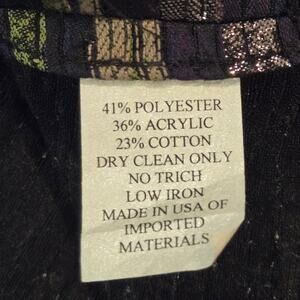 41% POLYESTER
36% ACRYLIC
23% COTTON
DRY CLEAN ONLY
NO TRICH
LOW IRON
MADE IN USA OF
IMPORTED
MATERIALS